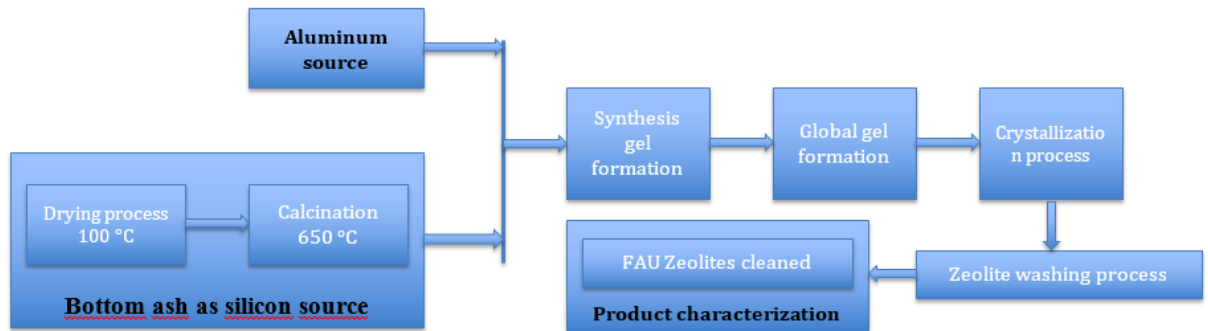 Aluminum
source
Synthesis
gel
formation
Global gel
formation
Crystallizatio
n process
Drying process
100 °C
Calcination
650 °C
Bottom ash as silicon source
FAU Zeolites cleaned
Product characterization
Zeolite washing process